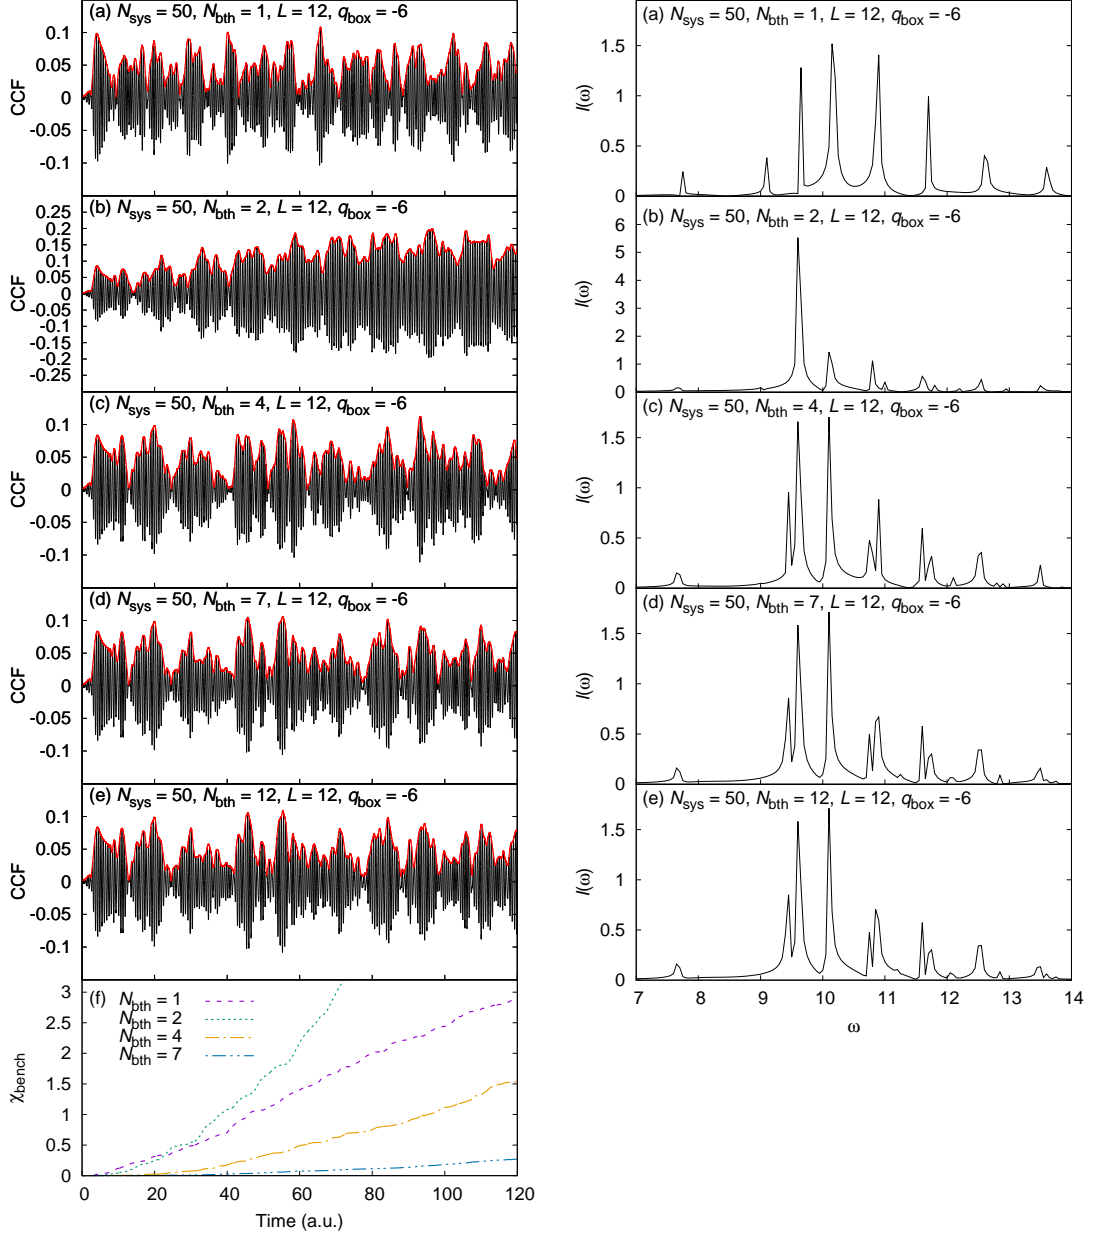 (a) Nsys = 50, Nbth = 1, L = 12, qbox = -6
0.1
0.05
0
-0.05
-0.1
CCF
(b) Nsys = 50, Nbth = 2, L = 12, qbox = -6
0.25
0.2
0.15
0.1
0.05
0
-0.05
-0.1
-0.15
-0.2
-0.25
CCF
(c) Nsys = 50, Nbth = 4, L = 12, qbox = -6
0.1
0.05
0
-0.05
-0.1
CCF
(d) Nsys = 50, Nbth = 7, L = 12, qbox = -6
0.1
0.05
0
-0.05
-0.1
CCF
(e) Nsys = 50, Nbth = 12, L = 12, qbox = -6
0.1
0.05
0
-0.05
-0.1
CCF
(f)
Nbth = 1
Nbth = 2
Nbth = 4
Nbth = 7
3
2.5
2
1.5
1
0.5
0
χbench
0 20 40 60 80 100 120
Time (a.u.)
(a) Nsys = 50, Nbth = 1, L = 12, qbox = -6
1.5
1
0.5
0
I(ω)
(b) Nsys = 50, Nbth = 2, L = 12, qbox = -6
6
5
4
3
2
1
0
I(ω)
(c) Nsys = 50, Nbth = 4, L = 12, qbox = -6
1.5
1
0.5
0
I(ω)
(d) Nsys = 50, Nbth = 7, L = 12, qbox = -6
1.5
1
0.5
0
I(ω)
(e) Nsys = 50, Nbth = 12, L = 12, qbox = -6
1.5
1
0.5
0
I(ω)
7 8 9 10 11 12 13 14
ω